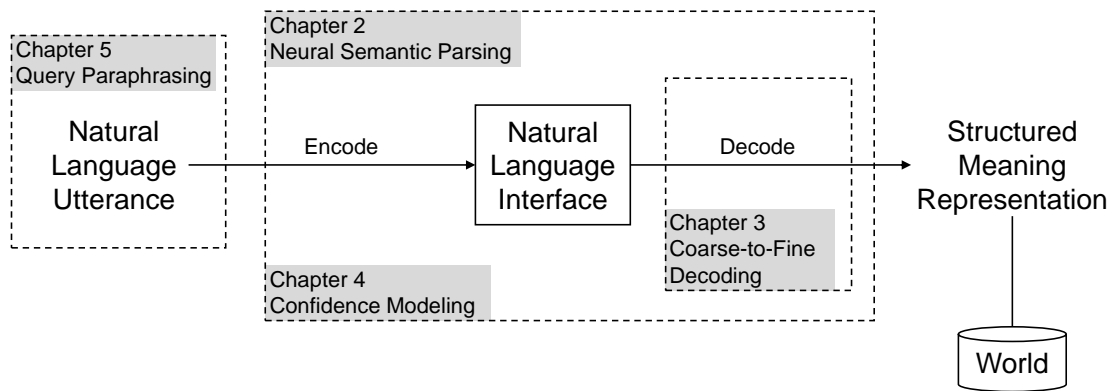 Chapter 5
Query Paraphrasing
Natural
Language
Utterance
Chapter 2
Neural Semantic Parsing
Encode
Natural
Language
Interface
Decode
Chapter 3
Coarse-to-Fine
Decoding
Chapter 4
Confidence Modeling
Structured
Meaning
Representation
World